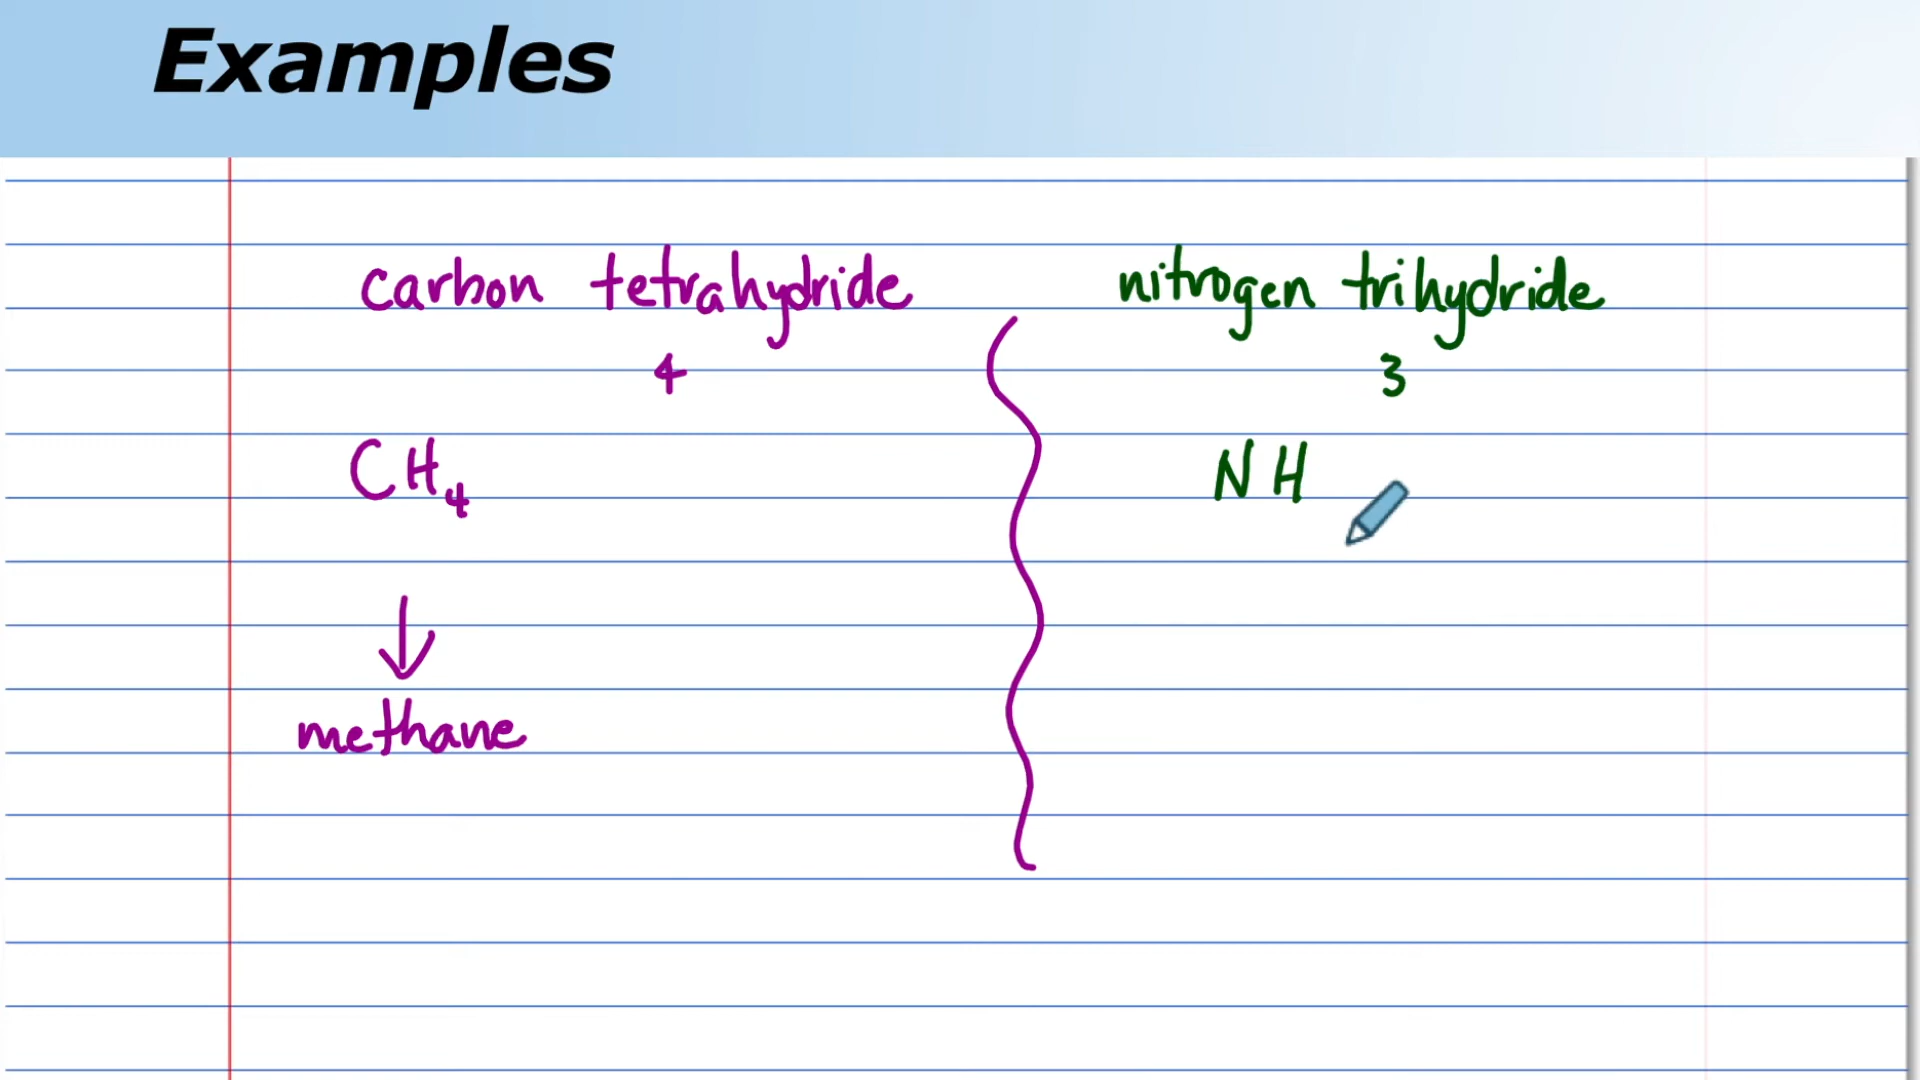 Examples
carbon tetrahydride
4
CH₄
methane
nitrogen trihydride
3
NH